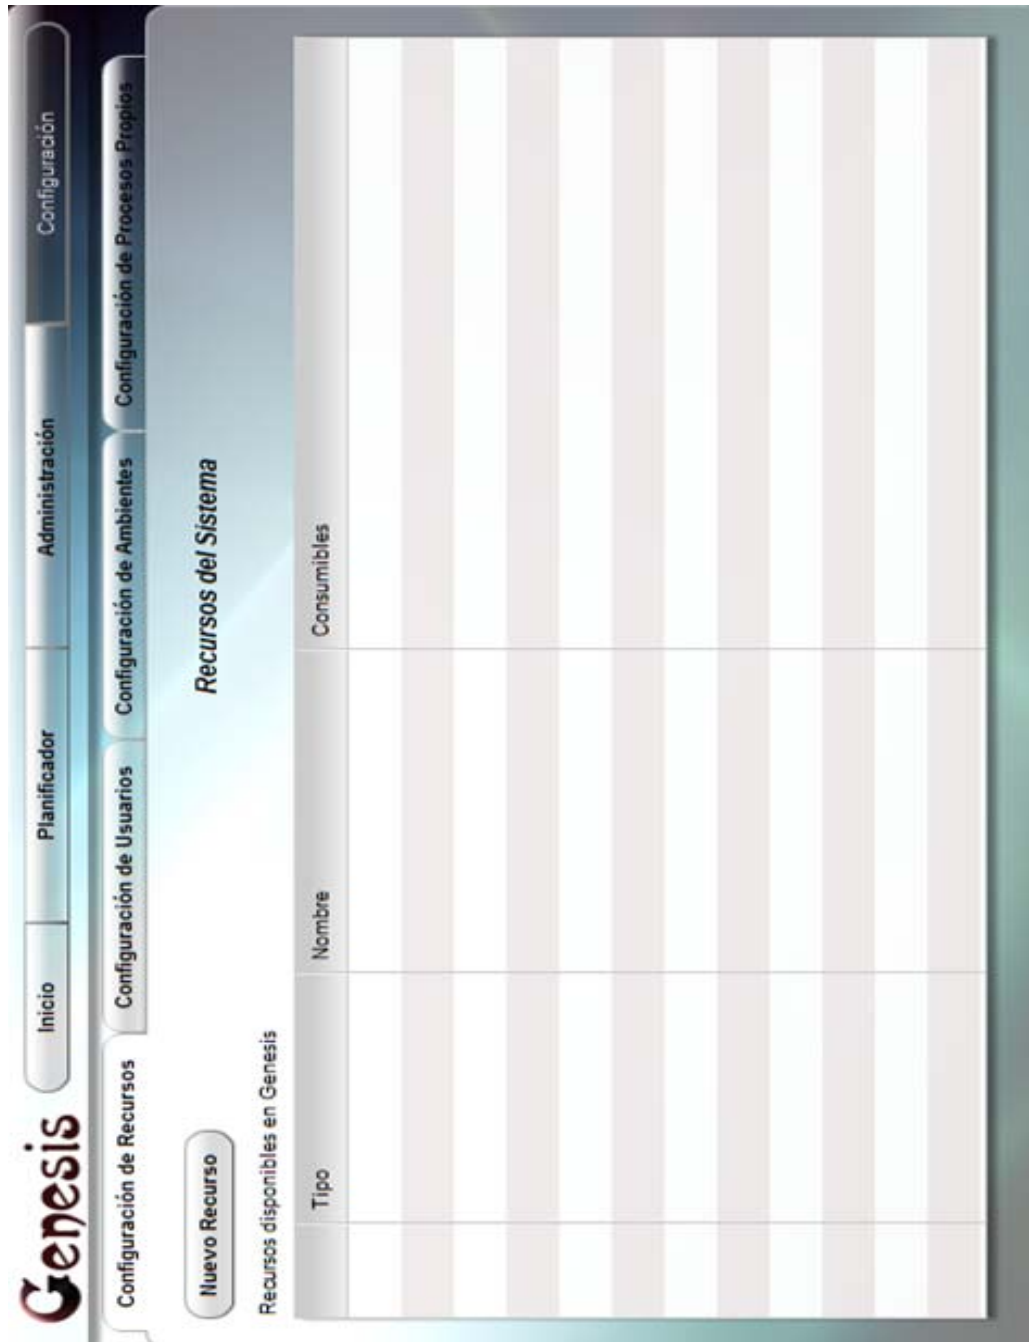 Genesis
Inicio Planificador Administración Configuración
Configuración de Recursos Configuración de Usuarios Configuración de Ambientes Configuración de Procesos Propios
Recursos del Sistema
Nuevo Recurso
Recursos disponibles en Genesis
Tipo Nombre Consumibles